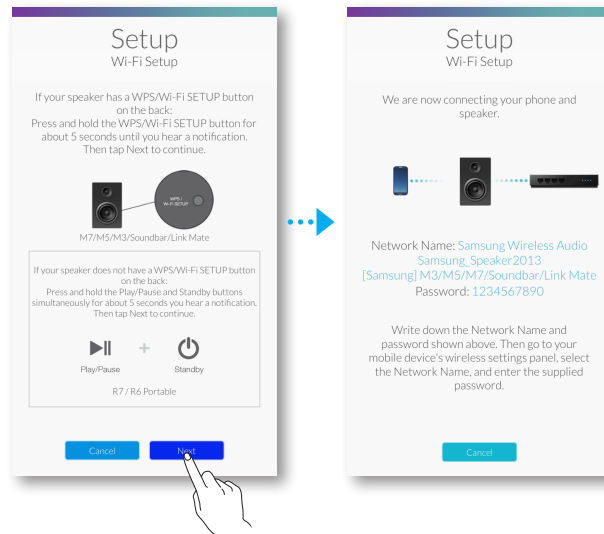 Setup
Wi-Fi Setup
If your speaker has a WPS/Wi-Fi SETUP button
on the back:
Press and hold the WPS/Wi-Fi SETUP button for
about 5 seconds until you hear a notification.
Then tap Next to continue.
WPS /
Wi-Fi SETUP
M7/M5/M3/Soundbar/Link Mate
If your speaker does not have a WPS/Wi-Fi SETUP button
on the back:
Press and hold the Play/Pause and Standby buttons
simultaneously for about 5 seconds you hear a notification.
Then tap Next to continue.
+
Play/Pause
Standby
R7 / R6 Portable
Cancel
Next
Setup
Wi-Fi Setup
We are now connecting your phone and
speaker.
Network Name: Samsung Wireless Audio
Samsung_Speaker2013
[Samsung] M3/M5/M7/Soundbar/Link Mate
Password: 1234567890
Write down the Network Name and
password shown above. Then go to your
mobile device's wireless settings panel, select
the Network Name, and enter the supplied
password.
Cancel